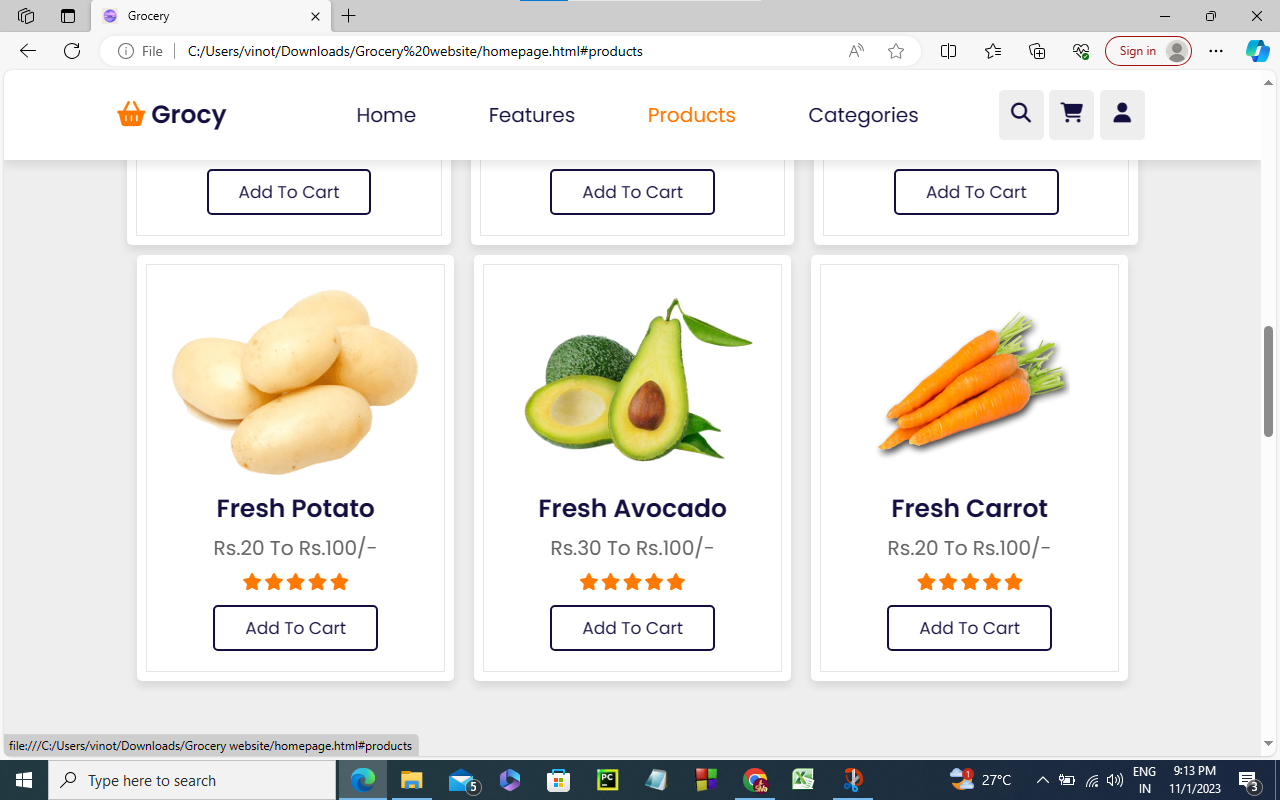 Grocery
File
C:/Users/vinot/Downloads/Grocery%20website/homepage.html#products
Sign in
Grocy
Home
Features
Products
Categories
Add To Cart
Add To Cart
Add To Cart
Fresh Potato
Rs.20 To Rs.100/-
Add To Cart
Fresh Avocado
Rs.30 To Rs.100/-
Add To Cart
Fresh Carrot
Rs.20 To Rs.100/-
Add To Cart
file:///C:/Users/vinot/Downloads/Grocery website/homepage.html#products
Type here to search
5
PC
1
27°C
ENG
IN
9:13 PM
11/1/2023
3